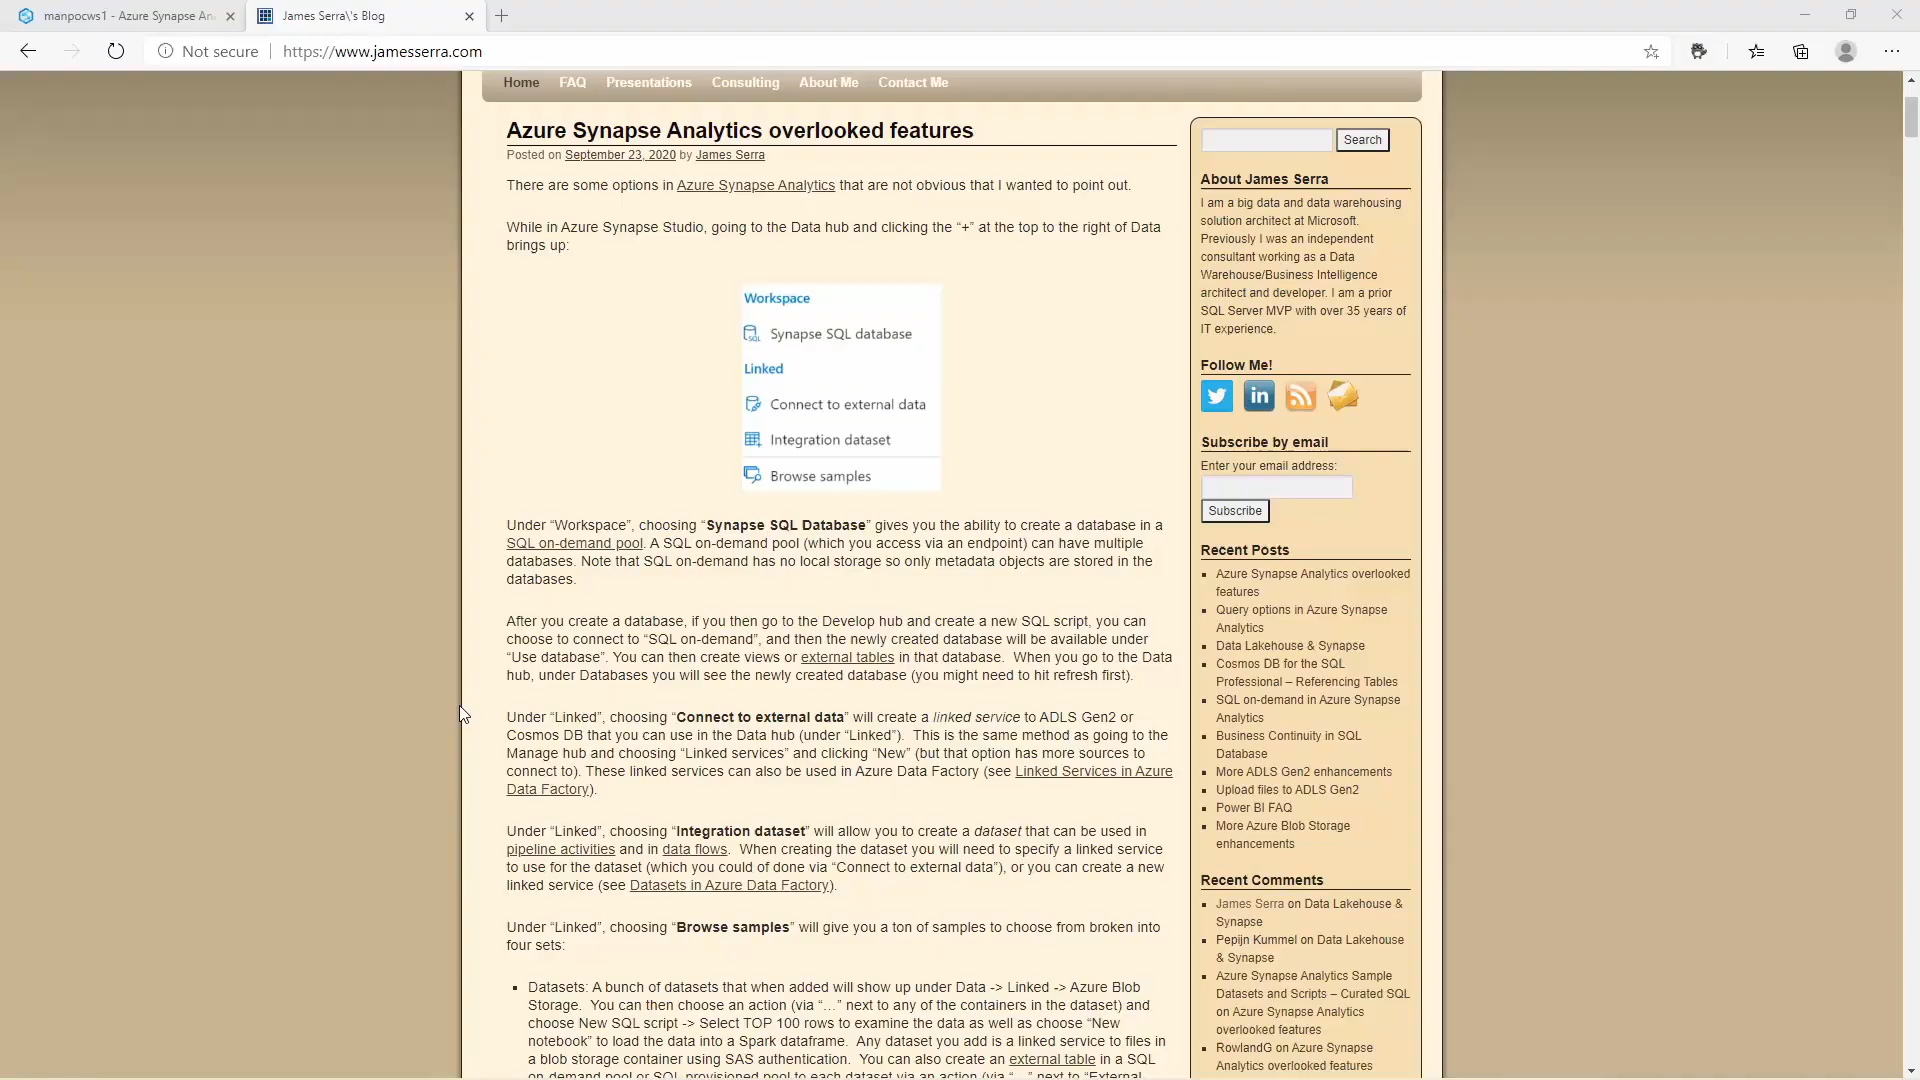 manpocws1 - Azure Synapse An
James Serra\'s Blog
Not secure
https://www.jamesserra.com
Home FAQ Presentations Consulting About Me Contact Me
Azure Synapse Analytics overlooked features
Posted on September 23, 2020 by James Serra
There are some options in Azure Synapse Analytics that are not obvious that I wanted to point out.
While in Azure Synapse Studio, going to the Data hub and clicking the “+” at the top to the right of Data
brings up:
Workspace
Synapse SQL database
Linked
Connect to external data
Integration dataset
Browse samples
Under “Workspace”, choosing “Synapse SQL Database” gives you the ability to create a database in a
SQL on-demand pool. A SQL on-demand pool (which you access via an endpoint) can have multiple
databases. Note that SQL on-demand has no local storage so only metadata objects are stored in the
databases.
After you create a database, if you then go to the Develop hub and create a new SQL script, you can
choose to connect to “SQL on-demand”, and then the newly created database will be available under
“Use database”. You can then create views or external tables in that database. When you go to the Data
hub, under Databases you will see the newly created database (you might need to hit refresh first).
Under “Linked”, choosing “Connect to external data” will create a linked service to ADLS Gen2 or
Cosmos DB that you can use in the Data hub (under “Linked”). This is the same method as going to the
Manage hub and choosing “Linked services” and clicking “New” (but that option has more sources to
connect to). These linked services can also be used in Azure Data Factory (see Linked Services in Azure
Data Factory).
Under “Linked”, choosing “Integration dataset” will allow you to create a dataset that can be used in
pipeline activities and in data flows. When creating the dataset you will need to specify a linked service
to use for the dataset (which you could of done via “Connect to external data”), or you can create a new
linked service (see Datasets in Azure Data Factory).
Under “Linked”, choosing “Browse samples” will give you a ton of samples to choose from broken into
four sets:
Datasets: A bunch of datasets that when added will show up under Data -> Linked -> Azure Blob
Storage. You can then choose an action (via “…” next to any of the containers in the dataset) and
choose New SQL script -> Select TOP 100 rows to examine the data as well as choose “New
notebook” to load the data into a Spark dataframe. Any dataset you add is a linked service to files in
a blob storage container using SAS authentication. You can also create an external table in a SQL
on-demand pool or SQL provisioned pool to each dataset via an action (via “…” next to “External
Search
About James Serra
I am a big data and data warehousing
solution architect at Microsoft.
Previously I was an independent
consultant working as a Data
Warehouse/Business Intelligence
architect and developer. I am a prior
SQL Server MVP with over 35 years of
IT experience.
Follow Me!
Subscribe by email
Enter your email address:
Subscribe
Recent Posts
Azure Synapse Analytics overlooked
features
Query options in Azure Synapse
Analytics
Data Lakehouse & Synapse
Cosmos DB for the SQL
Professional – Referencing Tables
SQL on-demand in Azure Synapse
Analytics
Business Continuity in SQL
Database
More ADLS Gen2 enhancements
Upload files to ADLS Gen2
Power BI FAQ
More Azure Blob Storage
enhancements
Recent Comments
James Serra on Data Lakehouse &
Synapse
Pepijn Kummel on Data Lakehouse
& Synapse
Azure Synapse Analytics Sample
Datasets and Scripts – Curated SQL
on Azure Synapse Analytics
overlooked features
RowlandG on Azure Synapse
Analytics overlooked features